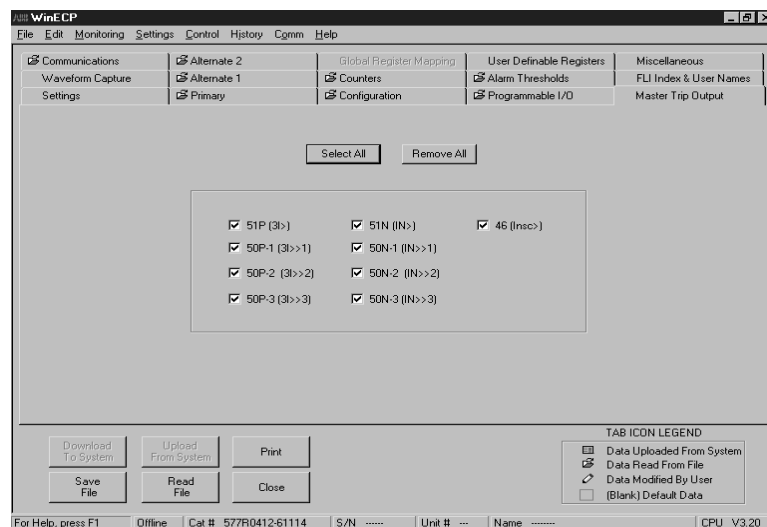 ABB WinECP
File Edit Monitoring Settings Control History Comm Help
Communications Alternate 2 Global Register Mapping User Definable Registers Miscellaneous
Waveform Capture Alternate 1 Counters Alarm Thresholds FLI Index & User Names
Settings Primary Configuration Programmable I/O Master Trip Output
Select All Remove All
51P (3I>) 51N (IN>) 46 (Insc>)
50P-1 (3I>>1) 50N-1 (IN>>1)
50P-2 (3I>>2) 50N-2 (IN>>2)
50P-3 (3I>>3) 50N-3 (IN>>3)
TAB ICON LEGEND
Data Uploaded From System
Data Read From File
Data Modified By User
(Blank) Default Data
Download
To System
Upload
From System
Print
Save
File
Read
File
Close
For Help, press F1 Offline Cat # 577R0412-61114 S/N ------ Unit # --- Name -------- CPU V3.20